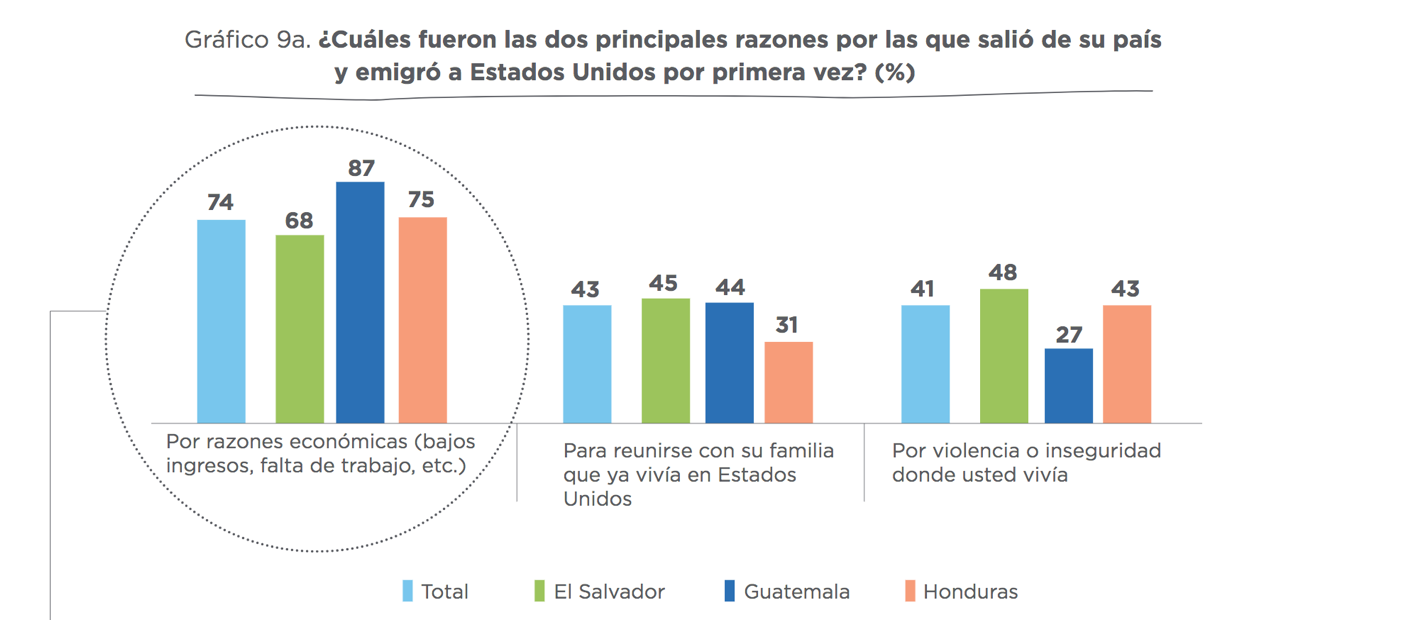 Gráfico 9a. ¿Cuáles fueron las dos principales razones por las que salió de su país
y emigró a Estados Unidos por primera vez? (%)
74
68
87
75
43
45
44
31
41
48
27
43
Por razones económicas (bajos
ingresos, falta de trabajo, etc.)
Para reunirse con su familia
que ya vivía en Estados
Unidos
Por violencia o inseguridad
donde usted vivía
Total
El Salvador
Guatemala
Honduras